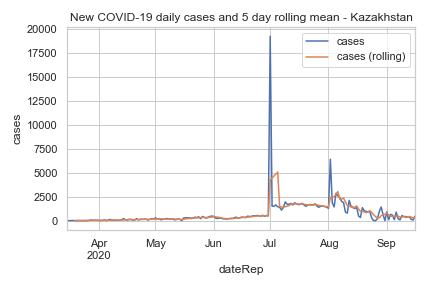 New COVID-19 daily cases and 5 day rolling mean - Kazakhstan
cases
cases (rolling)
20000
17500
15000
12500
10000
7500
5000
2500
0
cases
Apr
2020
May
Jun
Jul
Aug
Sep
dateRep